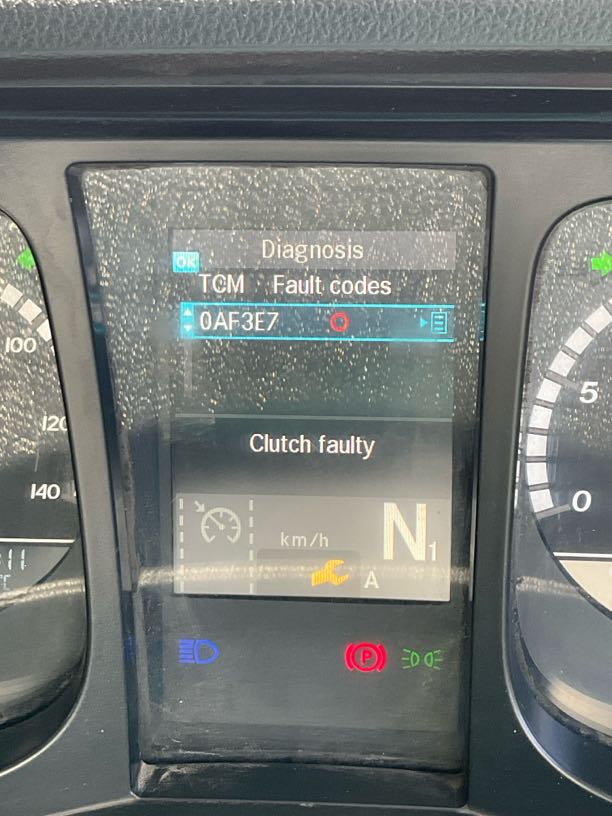 Diagnosis
OK
TCM Fault codes
0AF3E7
100
5
Clutch faulty
120
140
0
km/h
N1
A
P